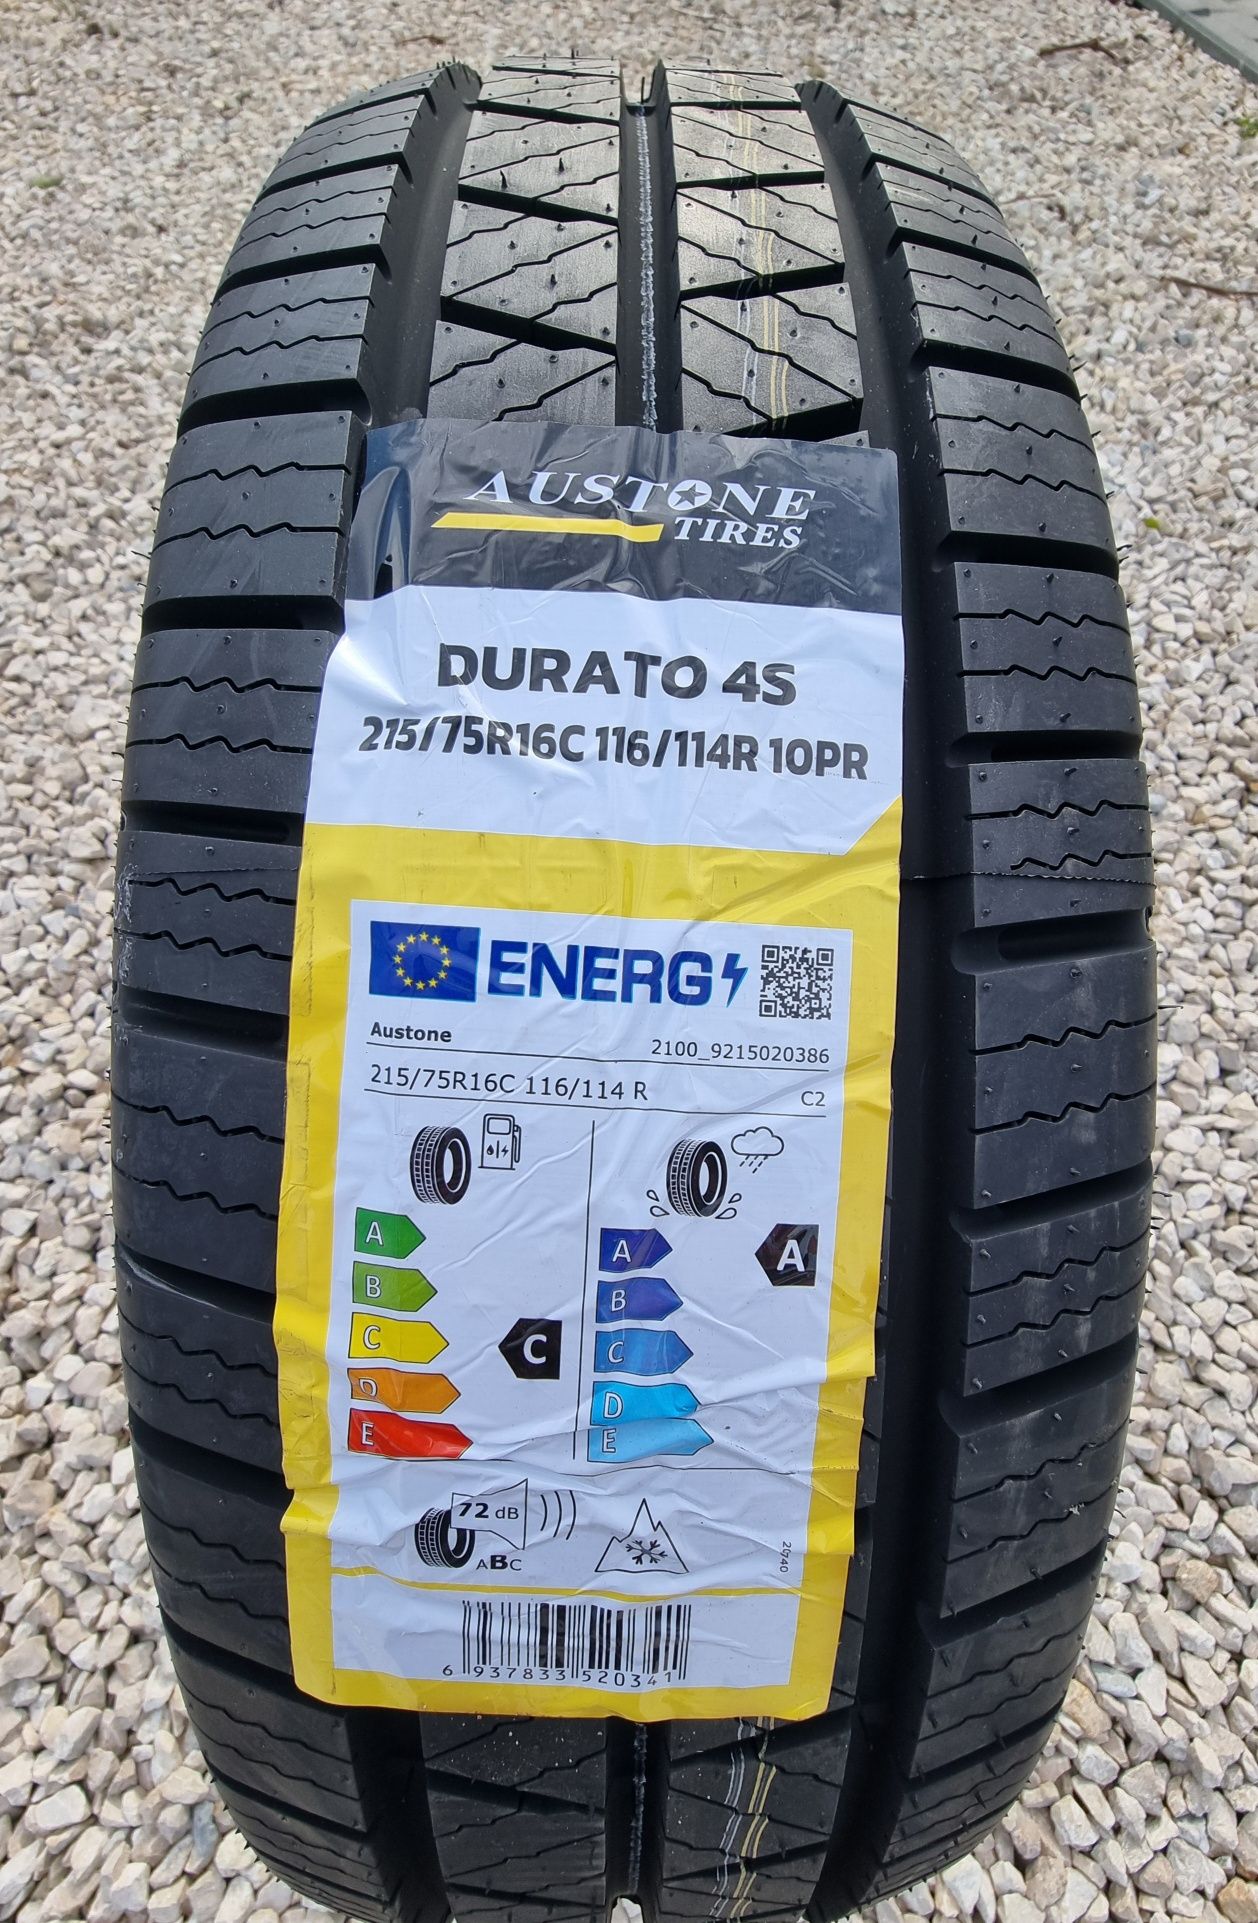 AUSTONE
TIRES
DURATO 4S
215/75R16C 116/114R 10PR
ENERG
Austone
2100_9215020386
215/75R16C 116/114 R
C2
A
B
C
D
E
C
A
B
C
D
E
A
72 dB
ABC
6 937833 520341